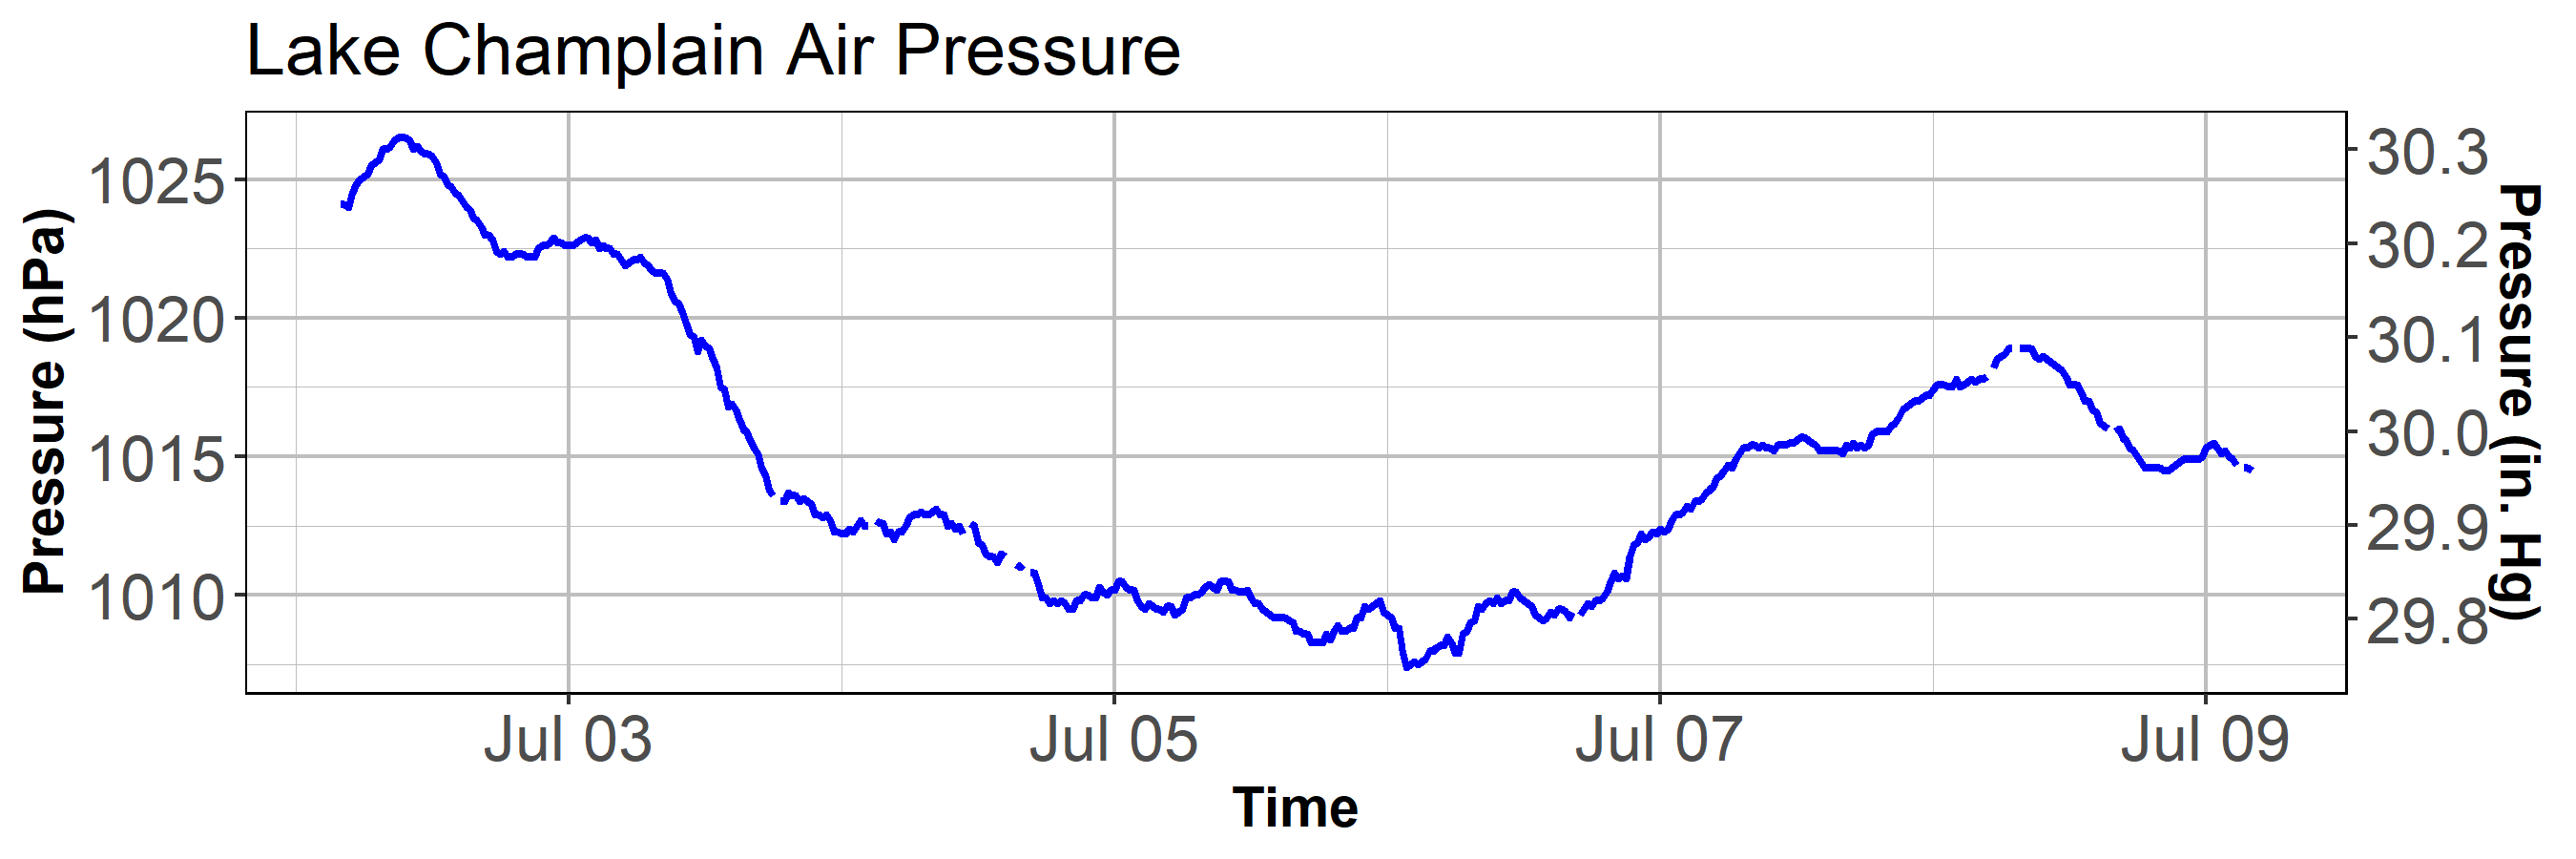 Lake Champlain Air Pressure
Pressure (hPa)
1025
1020
1015
1010
30.3
30.2
30.1
30.0
29.9
29.8
Pressure (in. Hg)
Jul 03 Jul 05 Jul 07 Jul 09
Time